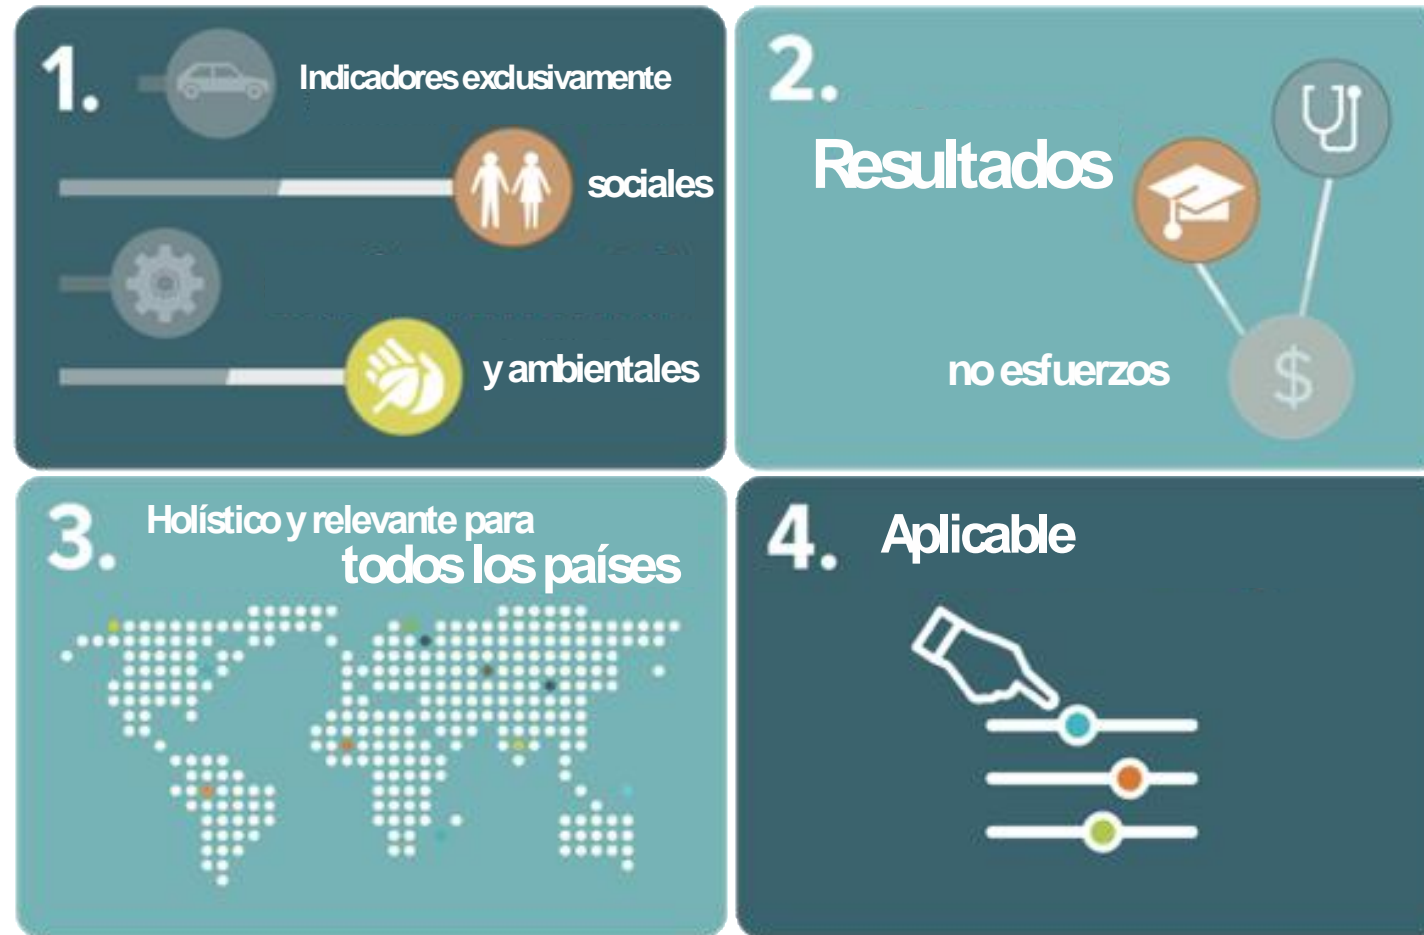 1.
Indicadores exclusivamente
sociales
y ambientales
2.
Resultados
no esfuerzos
$
3.
Holístico y relevante para
todos los países
4.
Aplicable